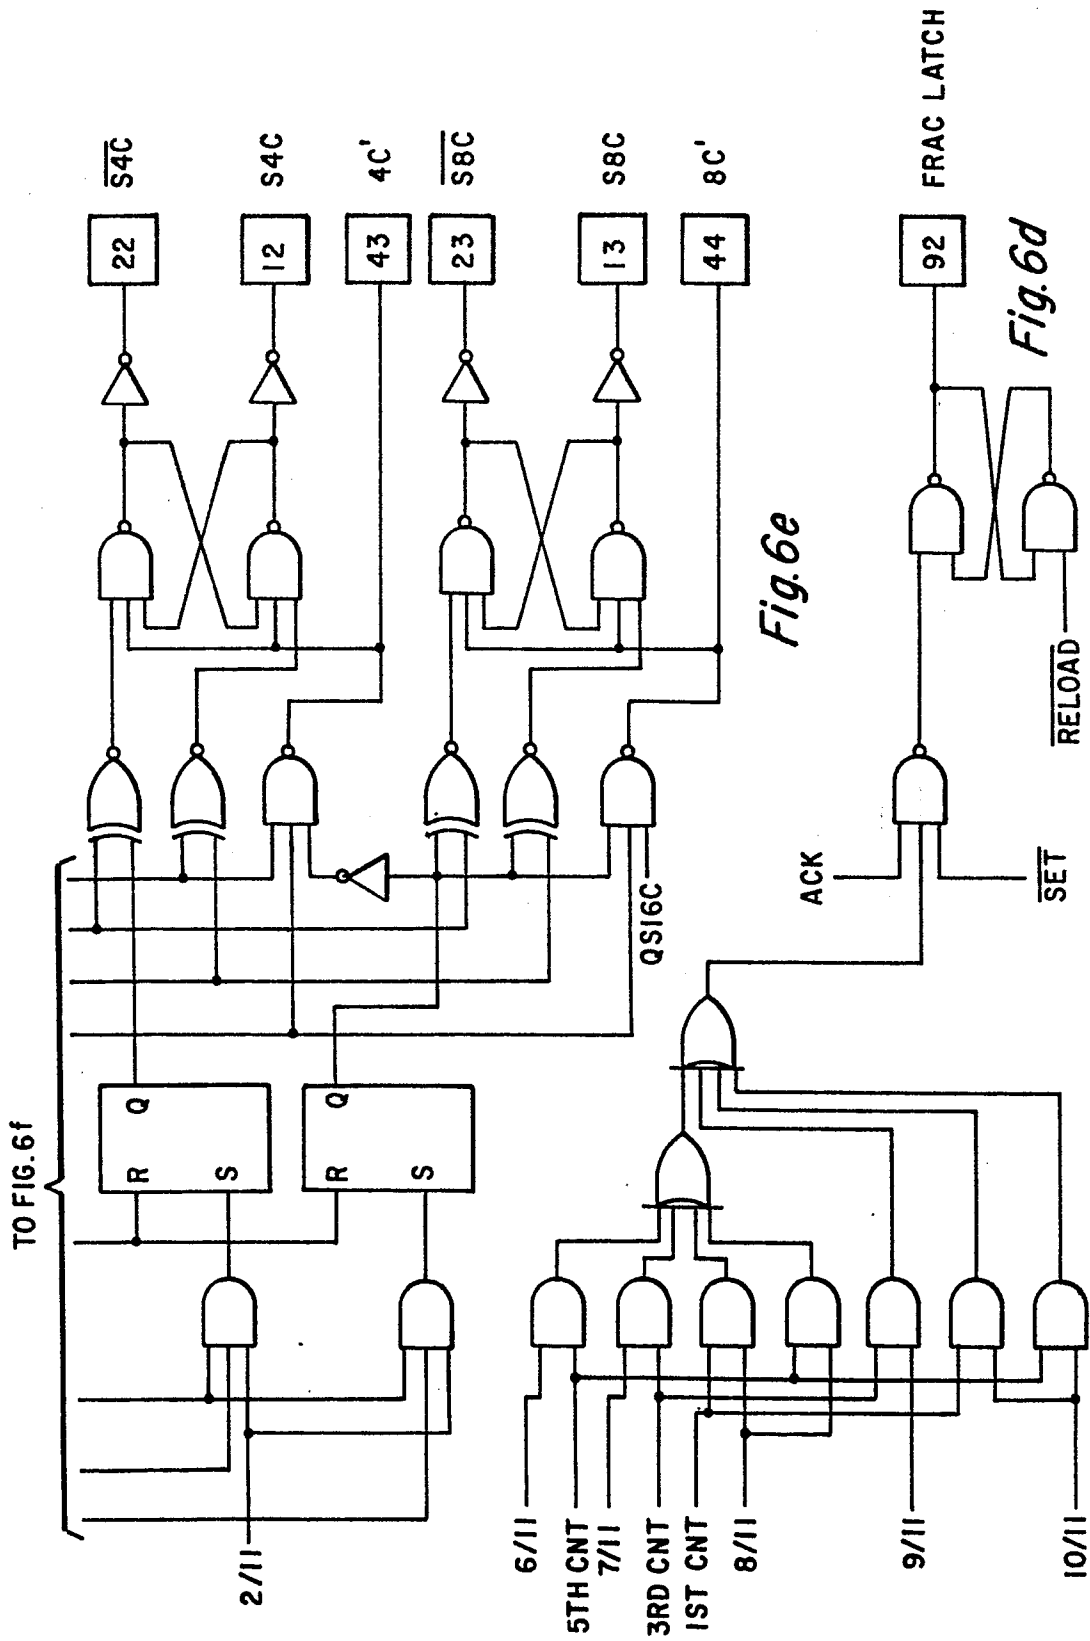 TO FIG. 6f
R
Q
S
R
Q
S
2/11
QS16C
22
S4C
12
S4C
43
4C'
23
S8C
13
S8C
44
8C'
Fig. 6e
6/11
5TH CNT
7/11
3RD CNT
1ST CNT
8/11
9/11
10/11
ACK
SET
RELOAD
92
FRAC LATCH
Fig. 6d